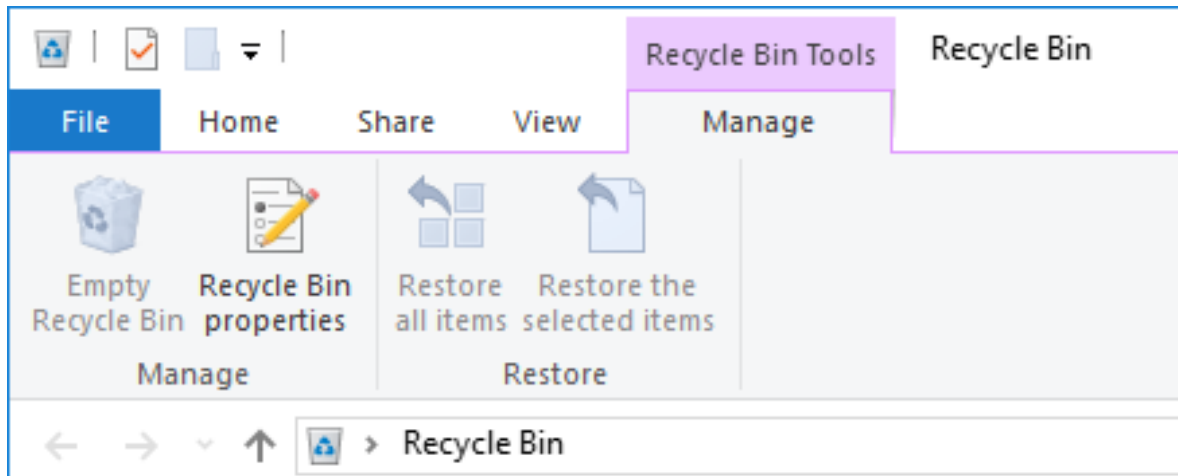 Recycle Bin Tools
Recycle Bin
File
Home
Share
View
Manage
Empty
Recycle Bin
Recycle Bin
properties
Restore
all items
Restore the
selected items
Manage
Restore
Recycle Bin